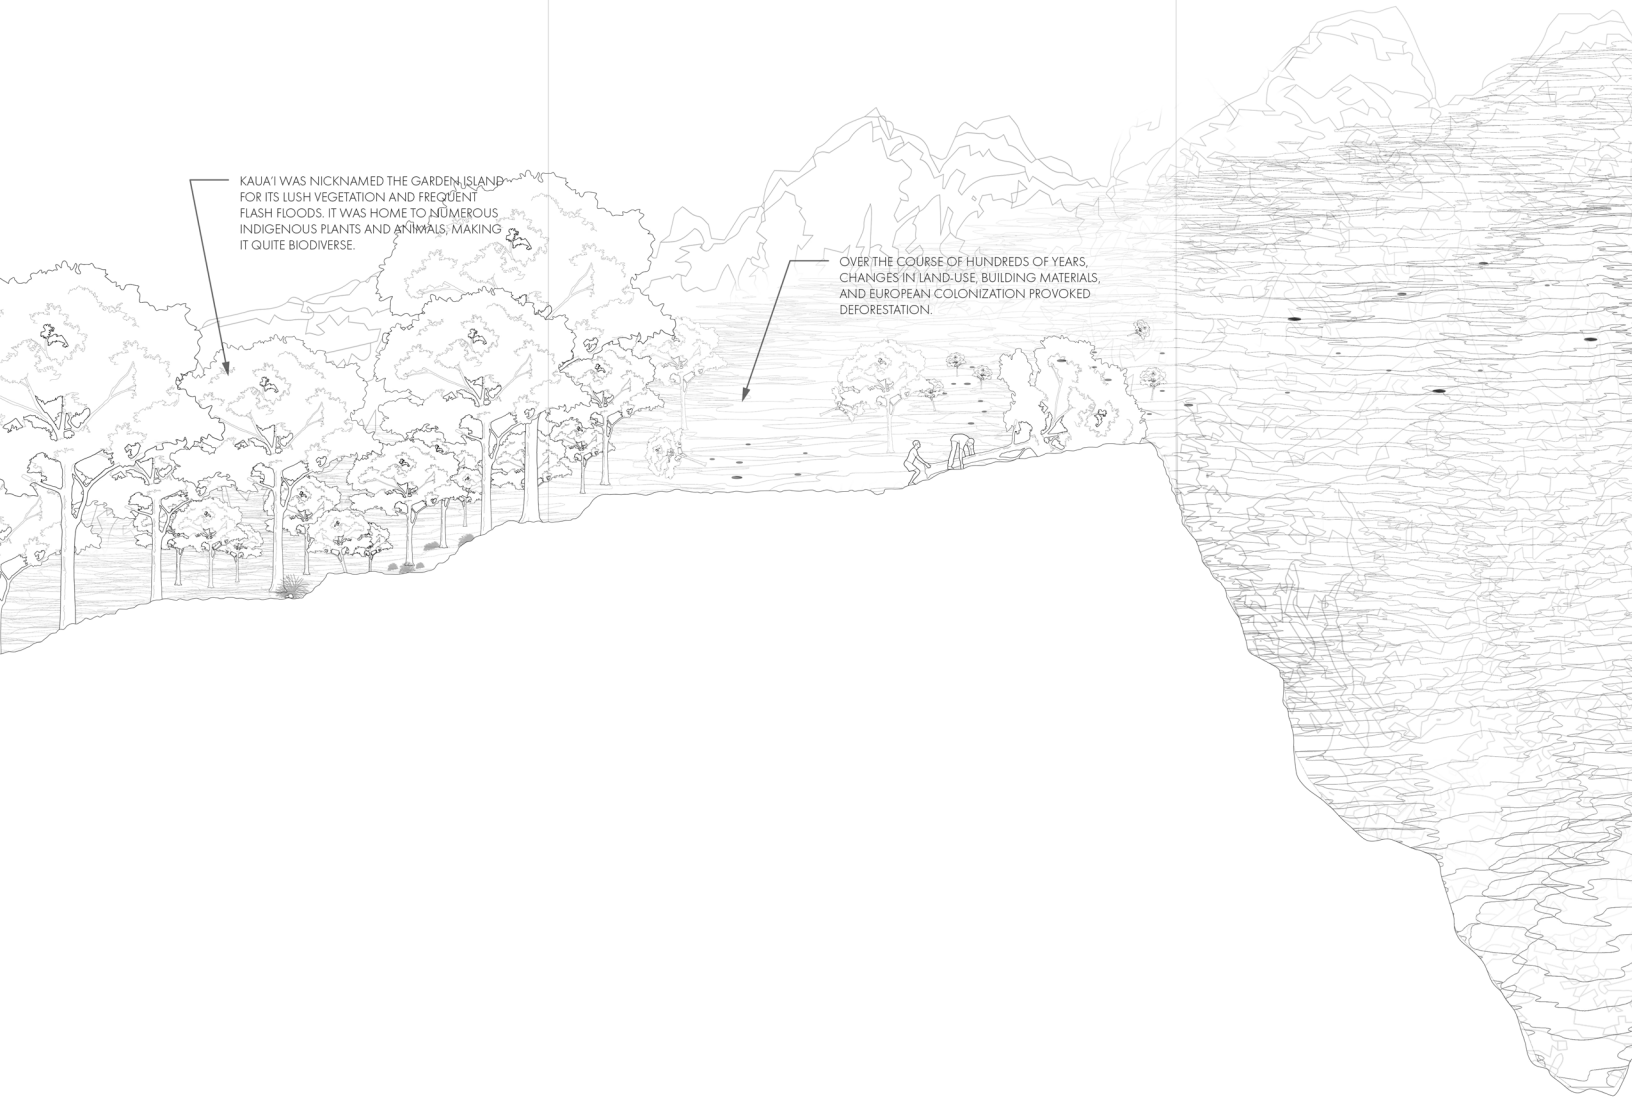 KAUA'I WAS NICKNAMED THE GARDEN ISLAND
FOR ITS LUSH VEGETATION AND FREQUENT
FLASH FLOODS. IT WAS HOME TO NUMEROUS
INDIGENOUS PLANTS AND ANIMALS, MAKING
IT QUITE BIODIVERSE.
OVER THE COURSE OF HUNDREDS OF YEARS,
CHANGES IN LAND-USE, BUILDING MATERIALS,
AND EUROPEAN COLONIZATION PROVOKED
DEFORESTATION.